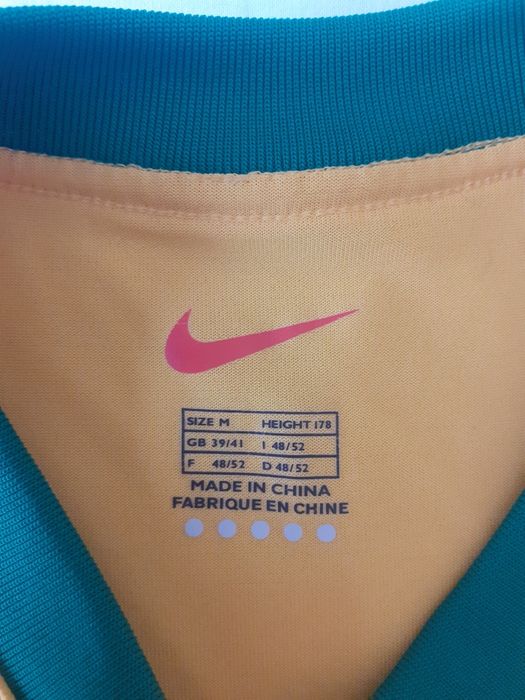 SIZE M HEIGHT 178
GB 39/41 I 48/52
F 48/52 D 48/52
MADE IN CHINA
FABRIQUE EN CHINE